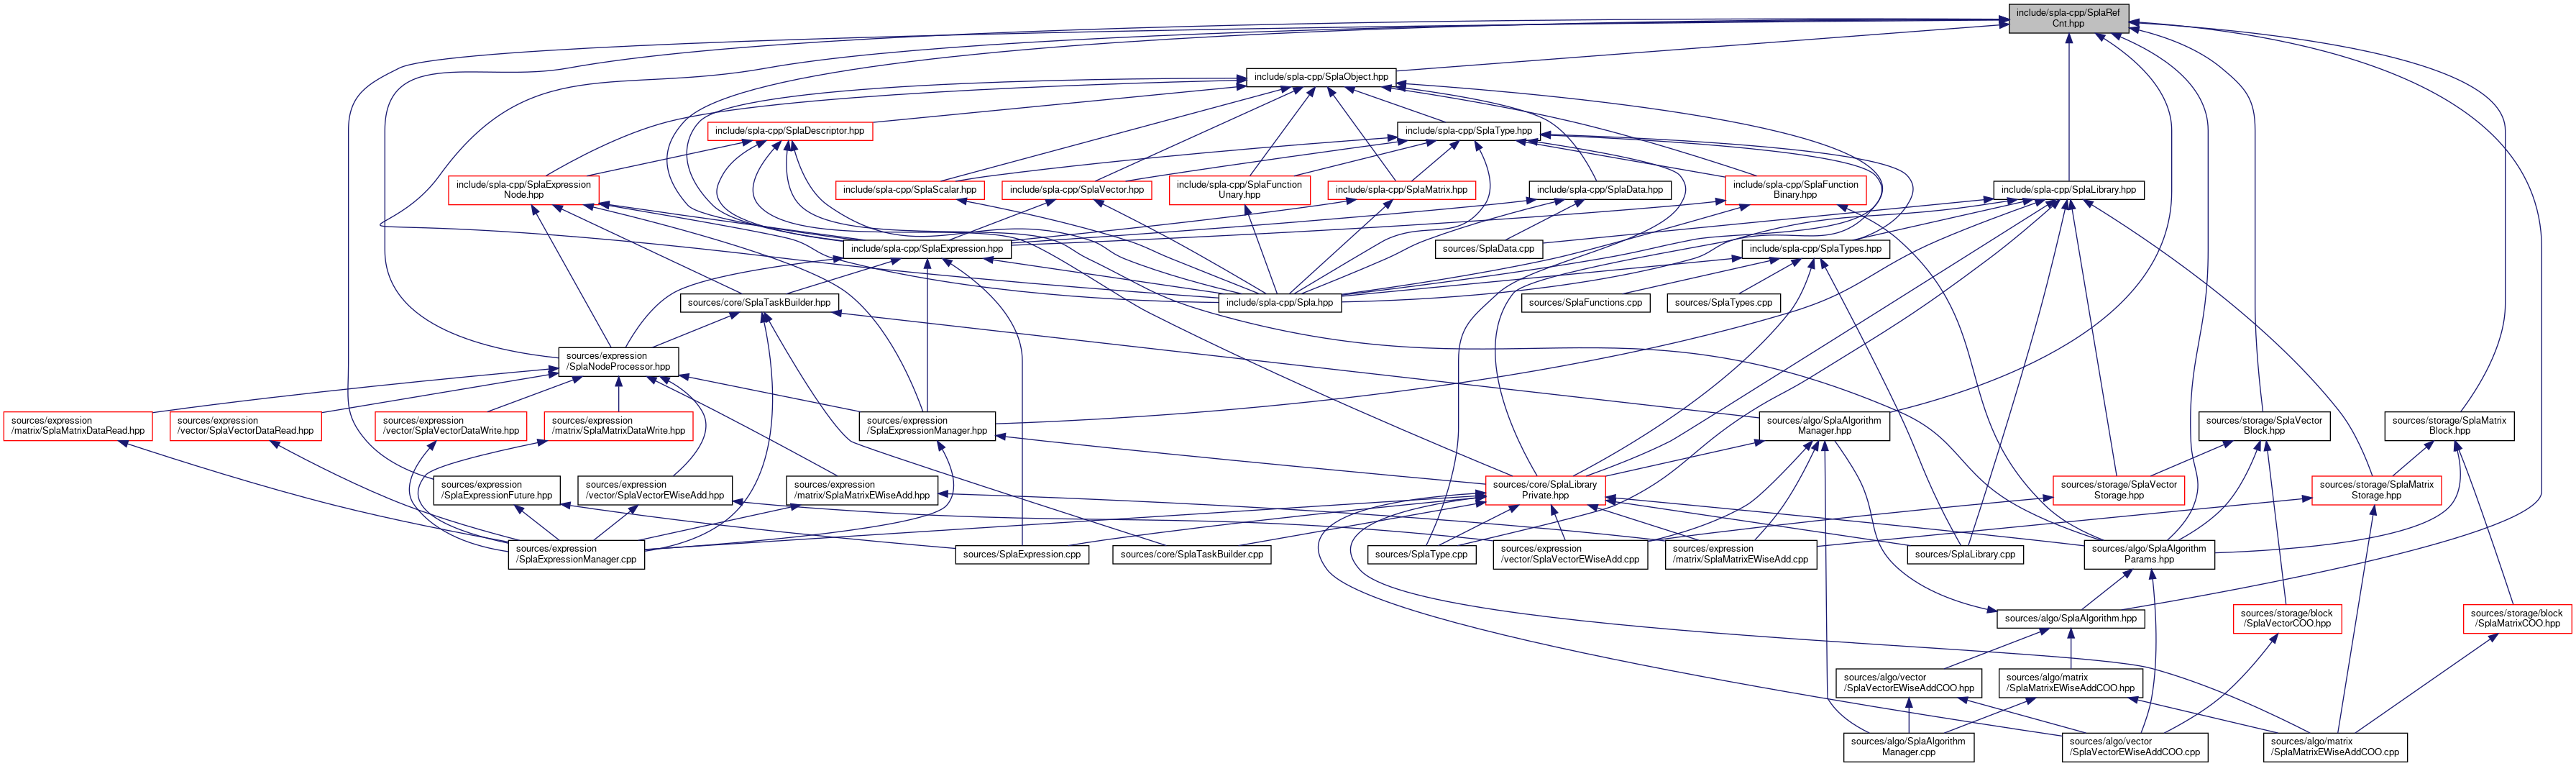 include/spla-cpp/SplaRef
Cnt.hpp
include/spla-cpp/SplaObject.hpp
include/spla-cpp/SplaDescriptor.hpp
include/spla-cpp/SplaType.hpp
include/spla-cpp/SplaExpression
Node.hpp
include/spla-cpp/SplaScalar.hpp
include/spla-cpp/SplaVector.hpp
include/spla-cpp/SplaFunction
Unary.hpp
include/spla-cpp/SplaMatrix.hpp
include/spla-cpp/SplaData.hpp
include/spla-cpp/SplaFunction
Binary.hpp
include/spla-cpp/SplaLibrary.hpp
include/spla-cpp/SplaExpression.hpp
sources/SplaData.cpp
include/spla-cpp/SplaTypes.hpp
sources/core/SplaTaskBuilder.hpp
include/spla-cpp/Spla.hpp
sources/SplaFunctions.cpp
sources/SplaTypes.cpp
sources/expression
/SplaNodeProcessor.hpp
sources/expression
/matrix/SplaMatrixDataRead.hpp
sources/expression
/vector/SplaVectorDataRead.hpp
sources/expression
/vector/SplaVectorDataWrite.hpp
sources/expression
/matrix/SplaMatrixDataWrite.hpp
sources/expression
/SplaExpressionManager.hpp
sources/algo/SplaAlgorithm
Manager.hpp
sources/storage/SplaVector
Block.hpp
sources/storage/SplaMatrix
Block.hpp
sources/expression
/SplaExpressionFuture.hpp
sources/expression
/vector/SplaVectorEWiseAdd.hpp
sources/expression
/matrix/SplaMatrixEWiseAdd.hpp
sources/core/SplaLibrary
Private.hpp
sources/storage/SplaVector
Storage.hpp
sources/storage/SplaMatrix
Storage.hpp
sources/expression
/SplaExpressionManager.cpp
sources/SplaExpression.cpp
sources/core/SplaTaskBuilder.cpp
sources/SplaType.cpp
sources/expression
/vector/SplaVectorEWiseAdd.cpp
sources/expression
/matrix/SplaMatrixEWiseAdd.cpp
sources/SplaLibrary.cpp
sources/algo/SplaAlgorithm
Params.hpp
sources/algo/SplaAlgorithm.hpp
sources/storage/block
/SplaVectorCOO.hpp
sources/storage/block
/SplaMatrixCOO.hpp
sources/algo/vector
/SplaVectorEWiseAddCOO.hpp
sources/algo/matrix
/SplaMatrixEWiseAddCOO.hpp
sources/algo/SplaAlgorithm
Manager.cpp
sources/algo/vector
/SplaVectorEWiseAddCOO.cpp
sources/algo/matrix
/SplaMatrixEWiseAddCOO.cpp